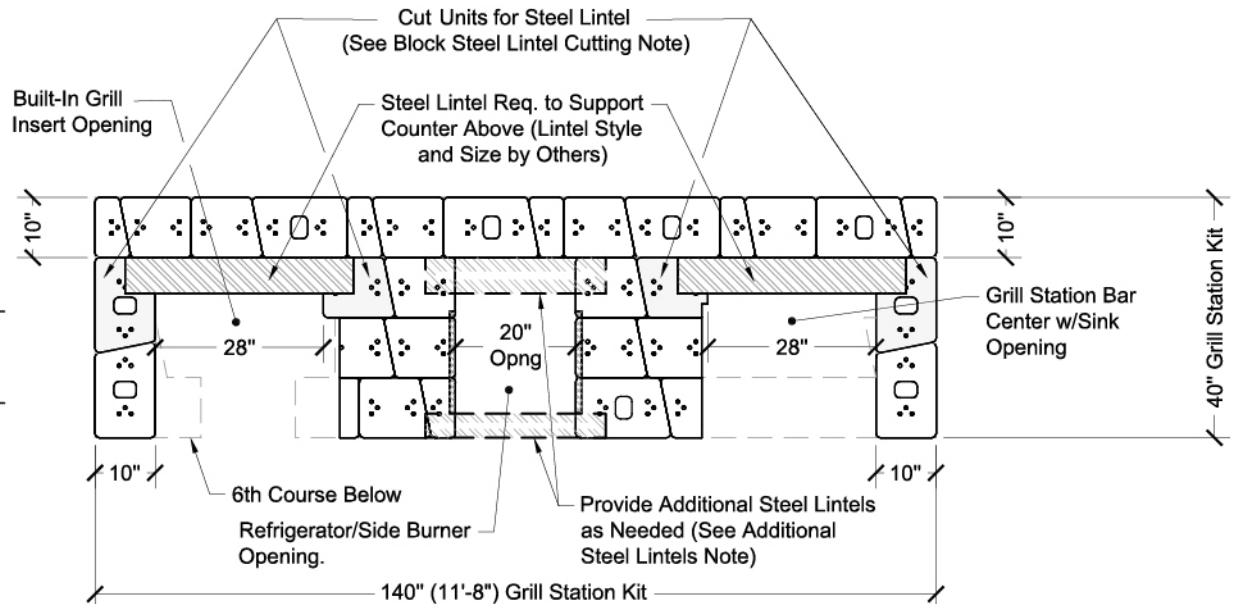 Cut Units for Steel Lintel
(See Block Steel Lintel Cutting Note)
Built-In Grill
Insert Opening
Steel Lintel Req. to Support
Counter Above (Lintel Style
and Size by Others)
10"
10"
28"
20"
Opng
28"
Grill Station Bar
Center w/Sink
Opening
40" Grill Station Kit
10"
10"
6th Course Below
Refrigerator/Side Burner
Opening.
Provide Additional Steel Lintels
as Needed (See Additional
Steel Lintels Note)
140" (11'-8") Grill Station Kit